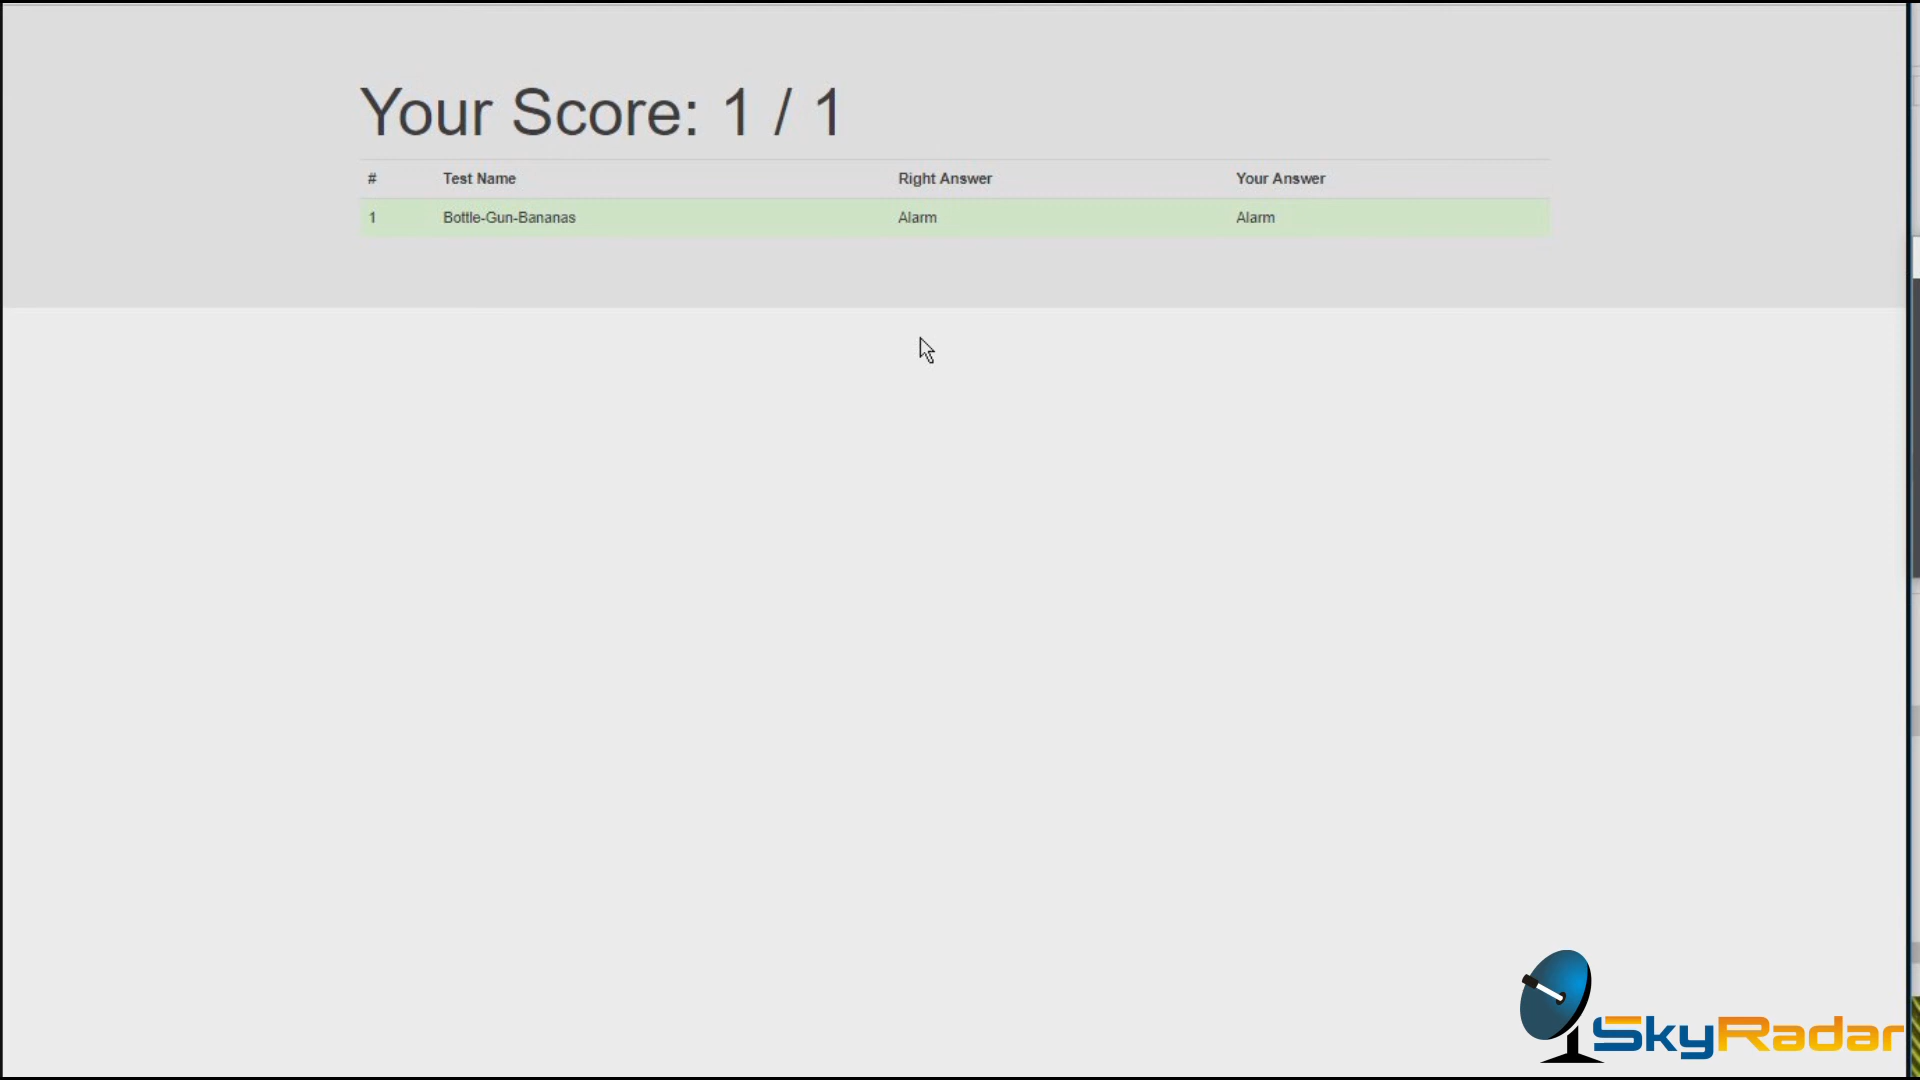 Your Score: 1 / 1
# Test Name Right Answer Your Answer
1 Bottle-Gun-Bananas Alarm Alarm
SkyRadar